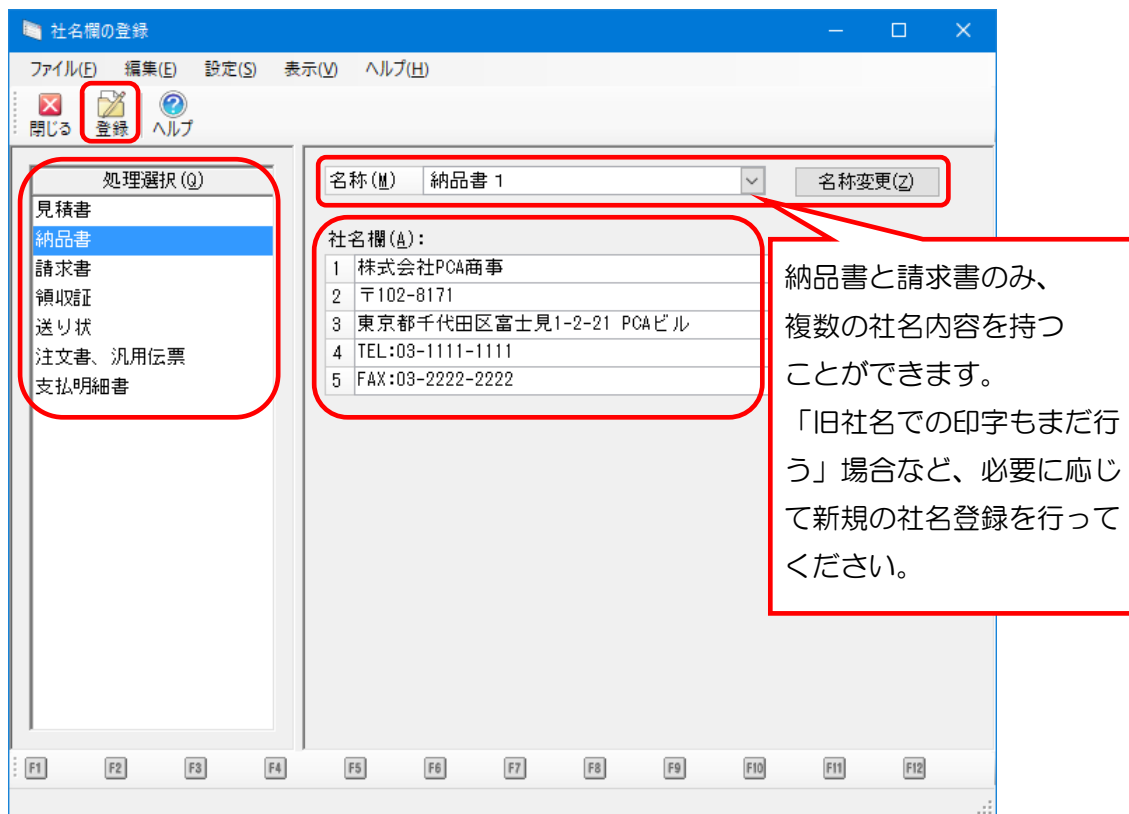 社名欄の登録
ファイル(F) 編集(E) 設定(S) 表示(V) ヘルプ(H)
閉じる 登録 ヘルプ
処理選択(Q)
見積書
納品書
請求書
領収証
送り状
注文書、汎用伝票
支払明細書
名称(M) 納品書1 名称変更(Z)
社名欄(A):
1 株式会社PCA商事
2 〒102-8171
3 東京都千代田区富士見1-2-21 PCAビル
4 TEL:03-1111-1111
5 FAX:03-2222-2222
納品書と請求書のみ、
複数の社名内容を持つ
ことができます。
「旧社名での印字もまだ行
う」場合など、必要に応じ
て新規の社名登録を行って
ください。
F1 F2 F3 F4 F5 F6 F7 F8 F9 F10 F11 F12